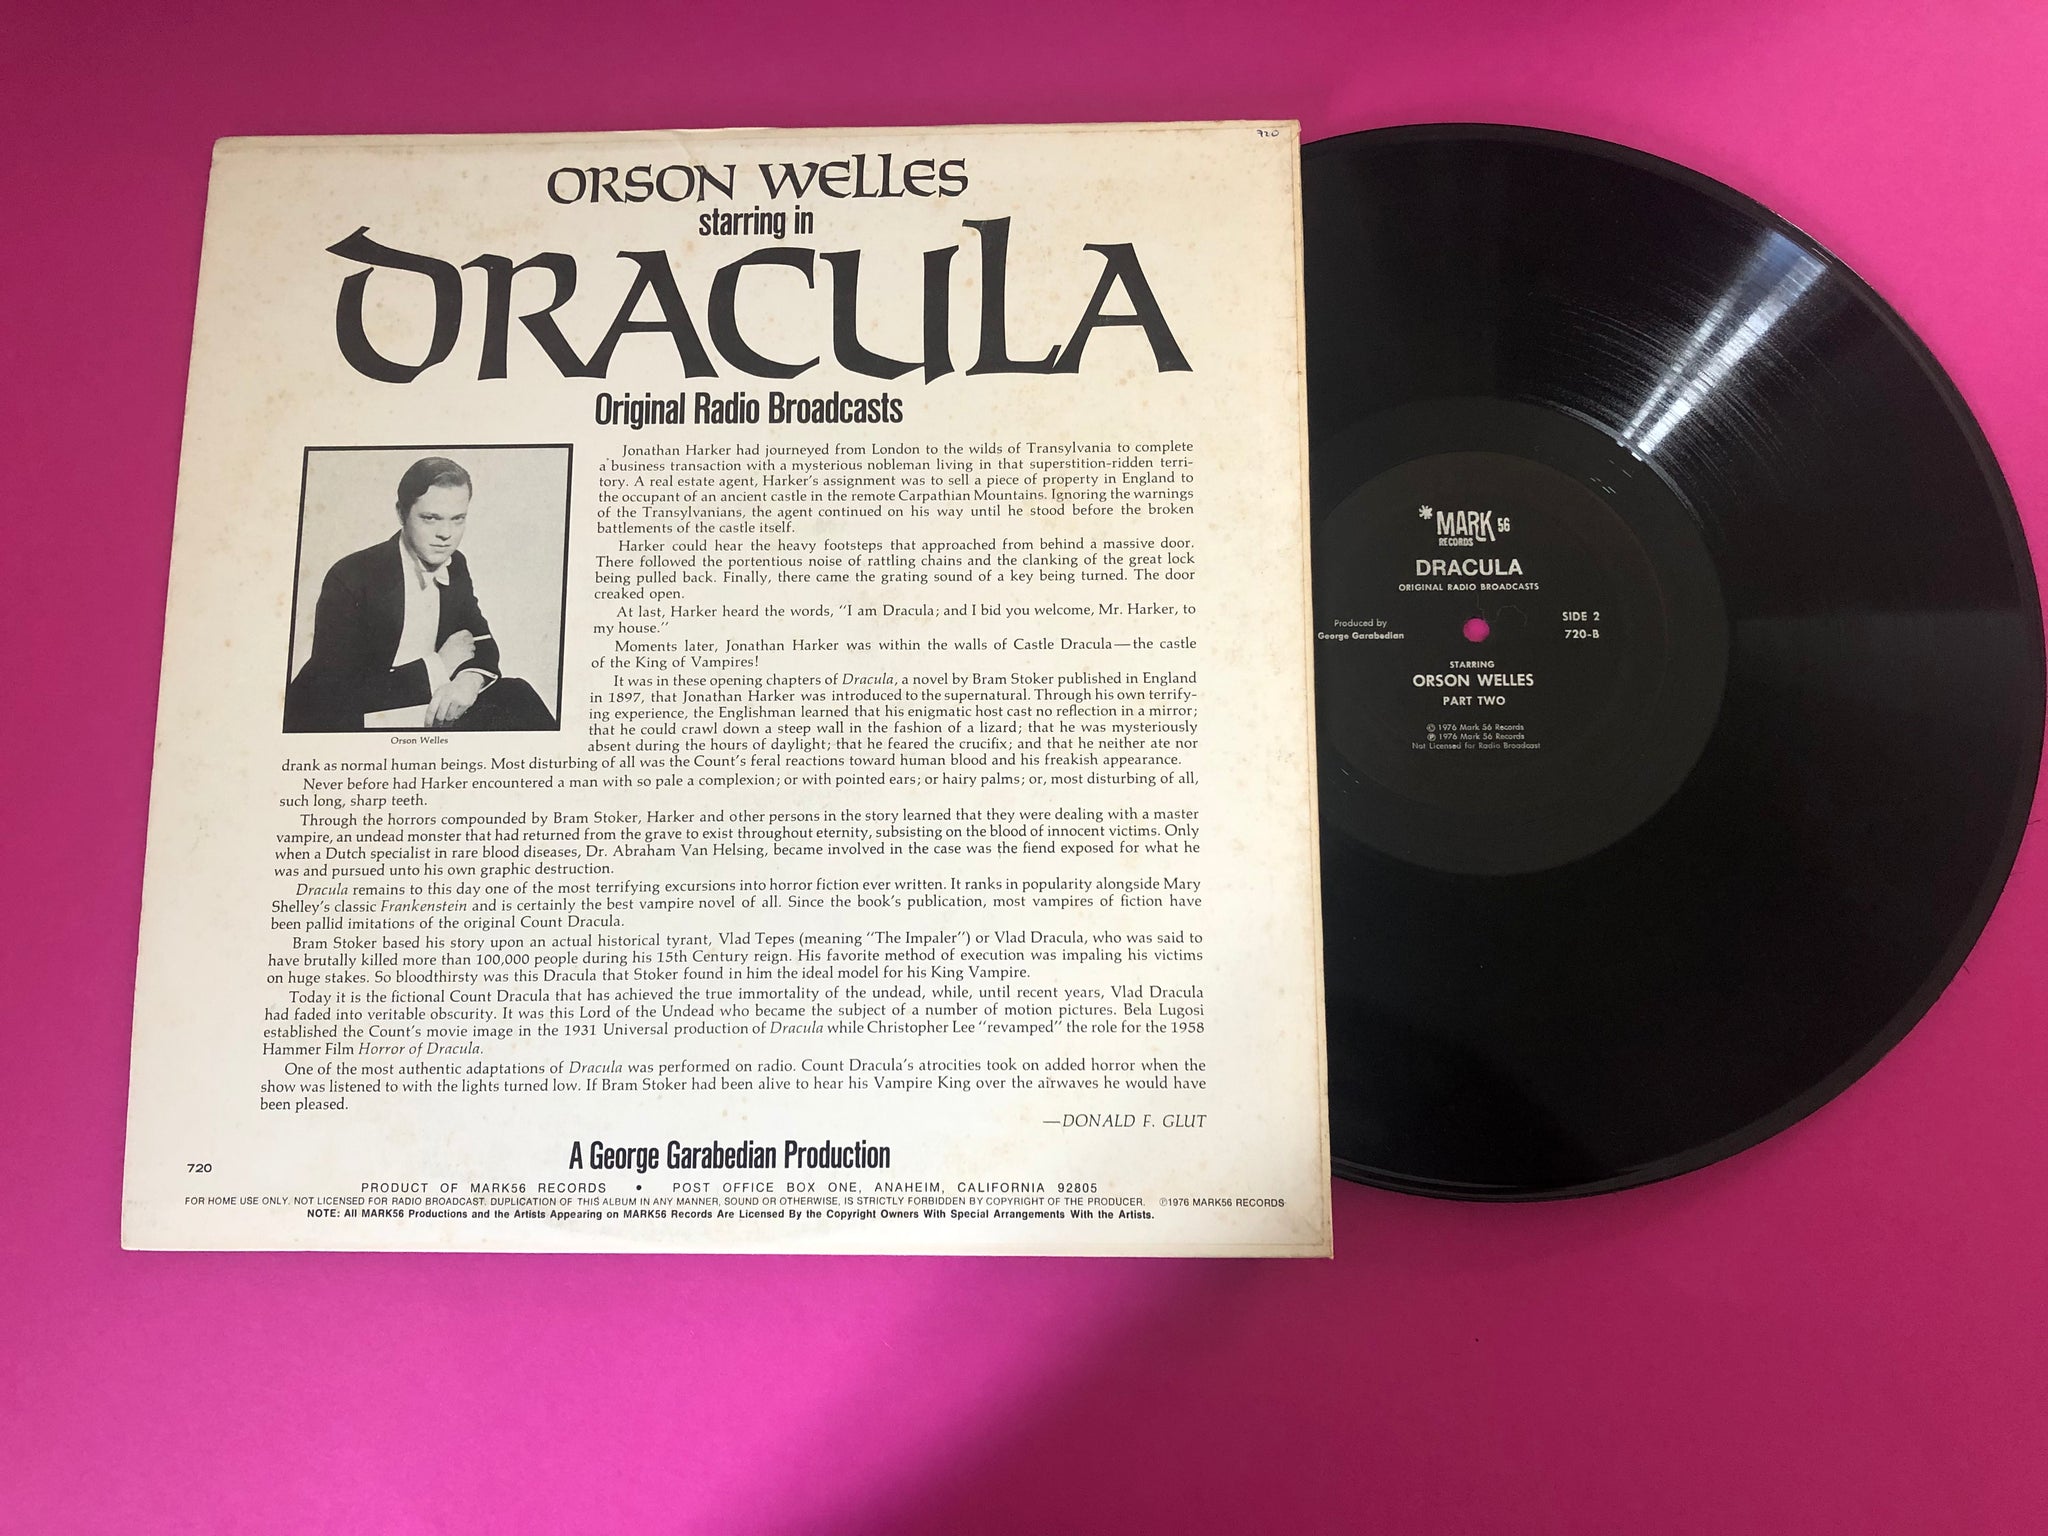 720
ORSON WELLES
starring in
DRACULA
Original Radio Broadcasts
Jonathan Harker had journeyed from London to the wilds of Transylvania to complete
a business transaction with a mysterious nobleman living in that superstition-ridden terri-
tory. A real estate agent, Harker's assignment was to sell a piece of property in England to
the occupant of an ancient castle in the remote Carpathian Mountains. Ignoring the warnings
of the Transylvanians, the agent continued on his way until he stood before the broken
battlements of the castle itself.
Harker could hear the heavy footsteps that approached from behind a massive door.
There followed the portentious noise of rattling chains and the clanking of the great lock
being pulled back. Finally, there came the grating sound of a key being turned. The door
creaked open.
At last, Harker heard the words, "I am Dracula; and I bid you welcome, Mr. Harker, to
my house."
Moments later, Jonathan Harker was within the walls of Castle Dracula—the castle
of the King of Vampires!
It was in these opening chapters of Dracula, a novel by Bram Stoker published in England
in 1897, that Jonathan Harker was introduced to the supernatural. Through his own terrify-
ing experience, the Englishman learned that his enigmatic host cast no reflection in a mirror;
that he could crawl down a steep wall in the fashion of a lizard; that he was mysteriously
absent during the hours of daylight; that he feared the crucifix; and that he neither ate nor
Orson Welles
drank as normal human beings. Most disturbing of all was the Count's feral reactions toward human blood and his freakish appearance.
Never before had Harker encountered a man with so pale a complexion; or with pointed ears; or hairy palms; or, most disturbing of all,
such long, sharp teeth.
Through the horrors compounded by Bram Stoker, Harker and other persons in the story learned that they were dealing with a master
vampire, an undead monster that had returned from the grave to exist throughout eternity, subsisting on the blood of innocent victims. Only
when a Dutch specialist in rare blood diseases, Dr. Abraham Van Helsing, became involved in the case was the fiend exposed for what he
was and pursued unto his own graphic destruction.
Dracula remains to this day one of the most terrifying excursions into horror fiction ever written. It ranks in popularity alongside Mary
Shelley's classic Frankenstein and is certainly the best vampire novel of all. Since the book's publication, most vampires of fiction have
been pallid imitations of the original Count Dracula.
Bram Stoker based his story upon an actual historical tyrant, Vlad Tepes (meaning "The Impaler") or Vlad Dracula, who was said to
have brutally killed more than 100,000 people during his 15th Century reign. His favorite method of execution was impaling his victims
on huge stakes. So bloodthirsty was this Dracula that Stoker found in him the ideal model for his King Vampire.
Today it is the fictional Count Dracula that has achieved the true immortality of the undead, while, until recent years, Vlad Dracula
had faded into veritable obscurity. It was this Lord of the Undead who became the subject of a number of motion pictures. Bela Lugosi
established the Count's movie image in the 1931 Universal production of Dracula while Christopher Lee "revamped" the role for the 1958
Hammer Film Horror of Dracula.
One of the most authentic adaptations of Dracula was performed on radio. Count Dracula's atrocities took on added horror when the
show was listened to with the lights turned low. If Bram Stoker had been alive to hear his Vampire King over the airwaves he would have
been pleased.
—DONALD F. GLUT
A George Garabedian Production
720
PRODUCT OF MARK56 RECORDS • POST OFFICE BOX ONE, ANAHEIM, CALIFORNIA 92805
FOR HOME USE ONLY. NOT LICENSED FOR RADIO BROADCAST. DUPLICATION OF THIS ALBUM IN ANY MANNER, SOUND OR OTHERWISE, IS STRICTLY FORBIDDEN BY COPYRIGHT OF THE PRODUCER. ℗1976 MARK56 RECORDS
NOTE: All MARK56 Productions and the Artists Appearing on MARK56 Records Are Licensed By the Copyright Owners With Special Arrangements With the Artists.
*MARK 56
RECORDS
DRACULA
ORIGINAL RADIO BROADCASTS
Produced by
George Garabedian
SIDE 2
720-B
STARRING
ORSON WELLES
PART TWO
© 1976 Mark 56 Records
℗ 1976 Mark 56 Records
Not Licensed for Radio Broadcast